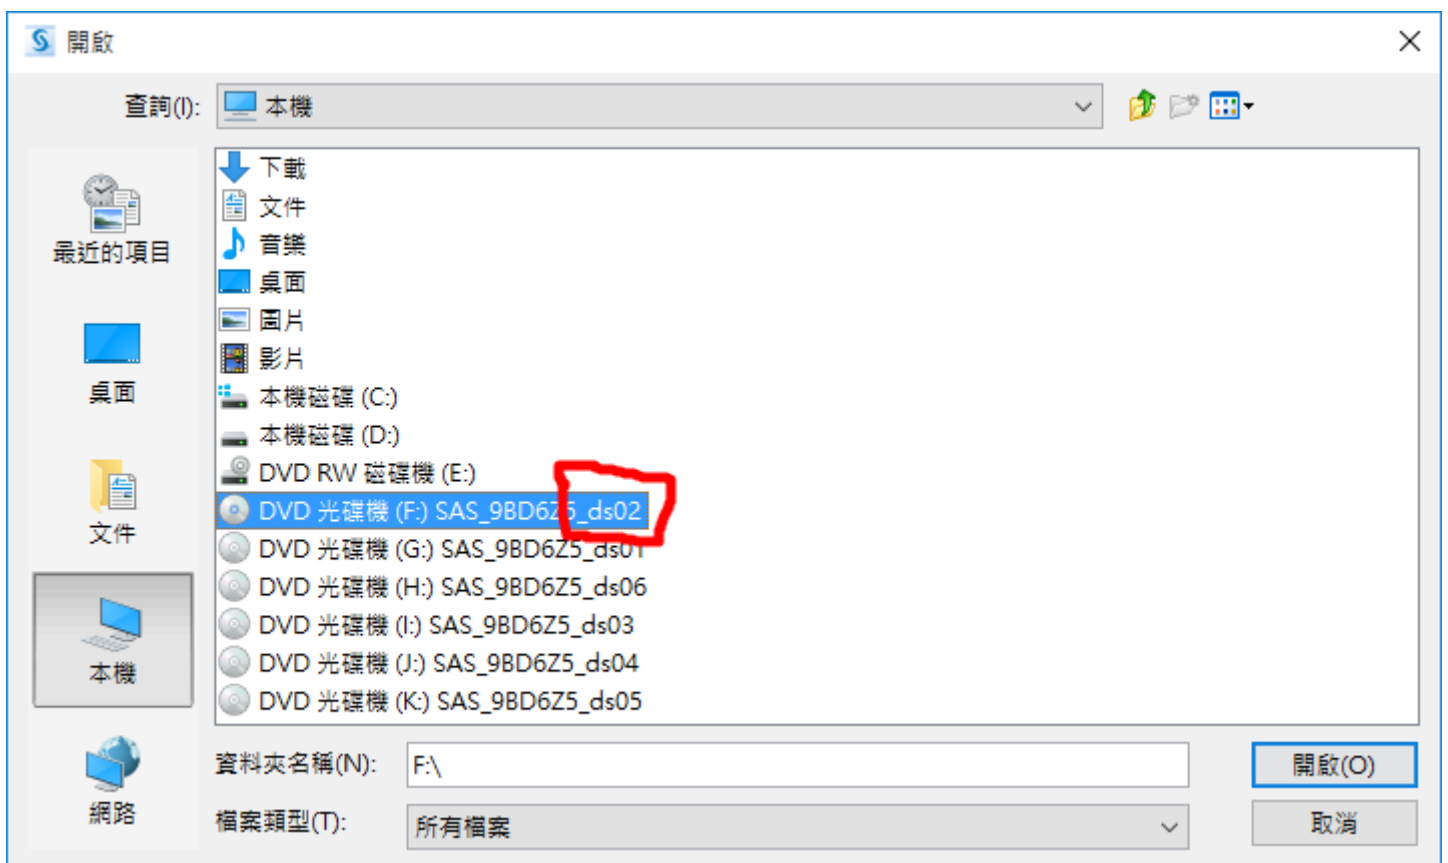 開啟
查詢(I):
本機
下載
文件
音樂
桌面
圖片
影片
本機磁碟 (C:)
本機磁碟 (D:)
DVD RW 磁碟機 (E:)
DVD 光碟機 (F:) SAS_9BD6Z5_ds02
DVD 光碟機 (G:) SAS_9BD6Z5_ds01
DVD 光碟機 (H:) SAS_9BD6Z5_ds06
DVD 光碟機 (I:) SAS_9BD6Z5_ds03
DVD 光碟機 (J:) SAS_9BD6Z5_ds04
DVD 光碟機 (K:) SAS_9BD6Z5_ds05
最近的項目
桌面
文件
本機
網路
資料夾名稱(N):
F:\
開啟(O)
檔案類型(T):
所有檔案
取消